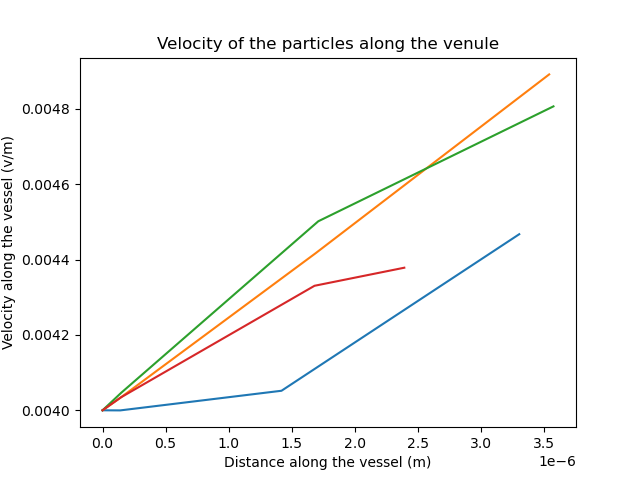 Velocity of the particles along the venule
Velocity along the vessel (v/m)
0.0048
0.0046
0.0044
0.0042
0.0040
0.0 0.5 1.0 1.5 2.0 2.5 3.0 3.5
1e−6
Distance along the vessel (m)